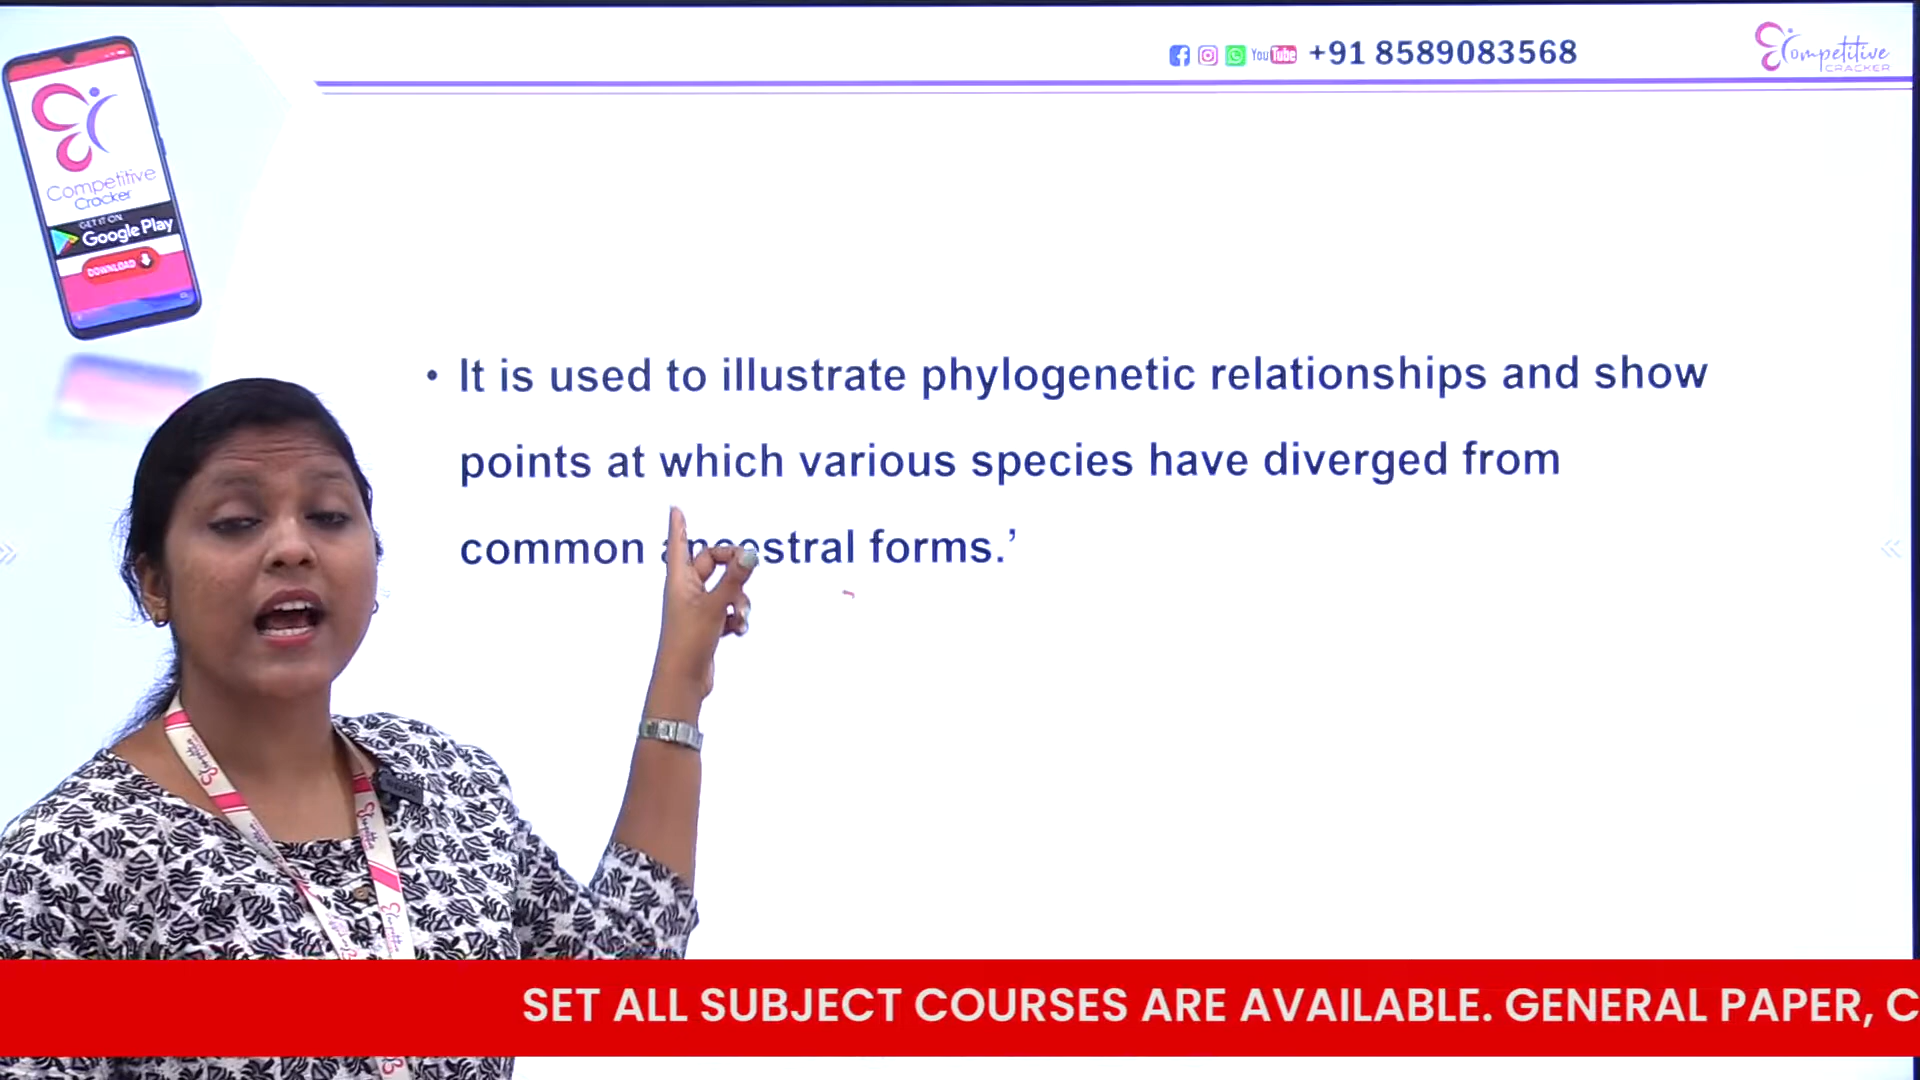 YouTube +91 8589083568
Competitive
CRACKER
Competitive
Cracker
GET IT ON
Google Play
DOWNLOAD
• It is used to illustrate phylogenetic relationships and show
points at which various species have diverged from
common ancestral forms.’
SET ALL SUBJECT COURSES ARE AVAILABLE. GENERAL PAPER, C